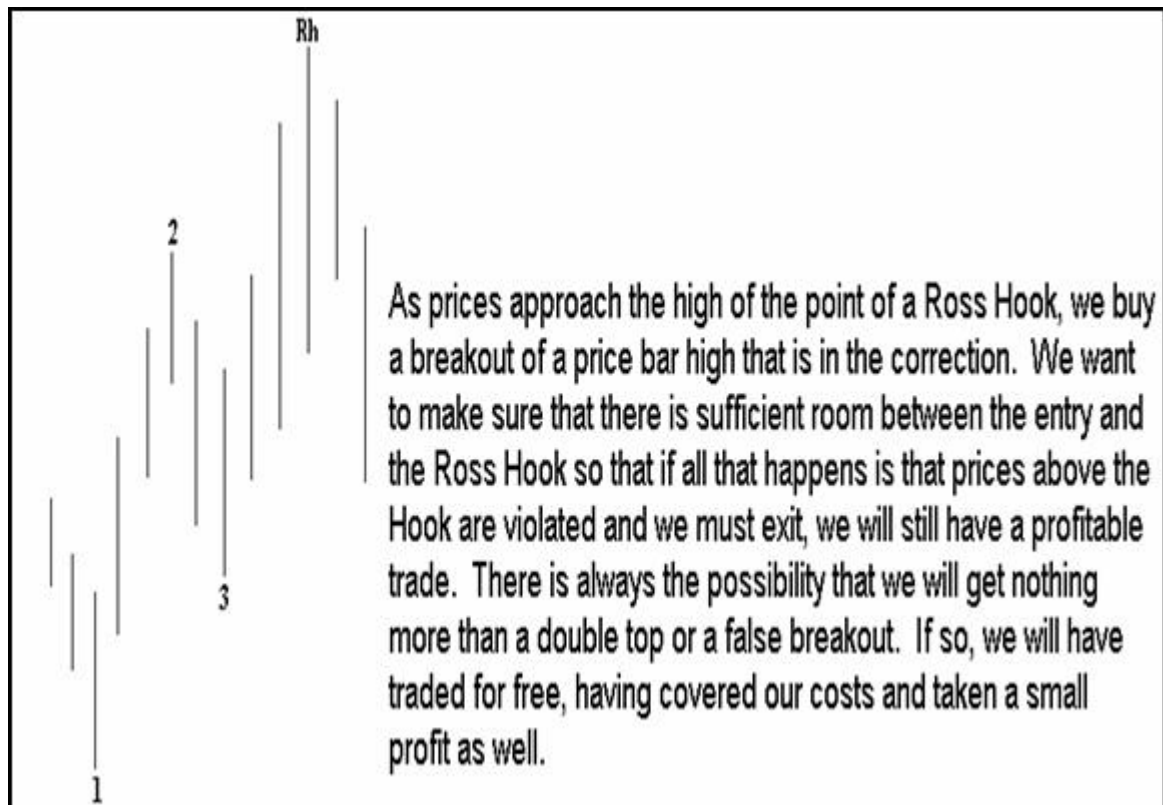 Rh
2
3
1
As prices approach the high of the point of a Ross Hook, we buy
a breakout of a price bar high that is in the correction.  We want
to make sure that there is sufficient room between the entry and
the Ross Hook so that if all that happens is that prices above the
Hook are violated and we must exit, we will still have a profitable
trade.  There is always the possibility that we will get nothing
more than a double top or a false breakout.  If so, we will have
traded for free, having covered our costs and taken a small
profit as well.